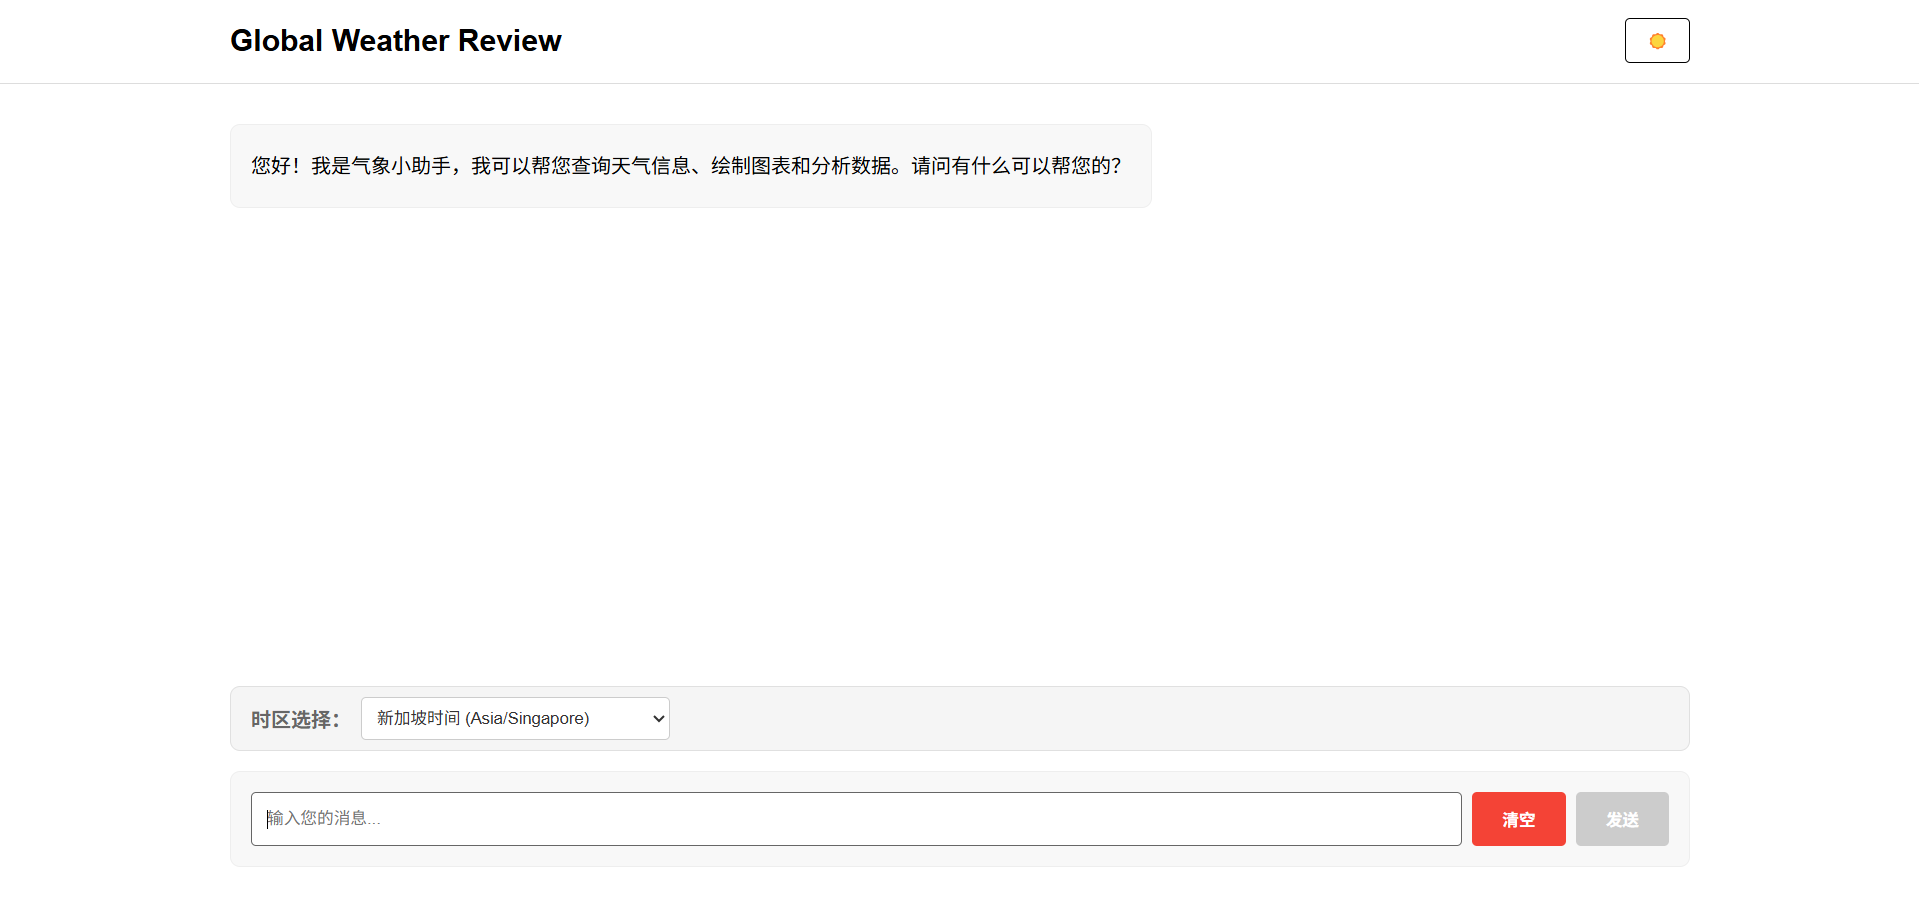 Global Weather Review
您好！我是气象小助手，我可以帮您查询天气信息、绘制图表和分析数据。请问有什么可以帮您的？
时区选择： 新加坡时间 (Asia/Singapore)
输入您的消息... 清空 发送